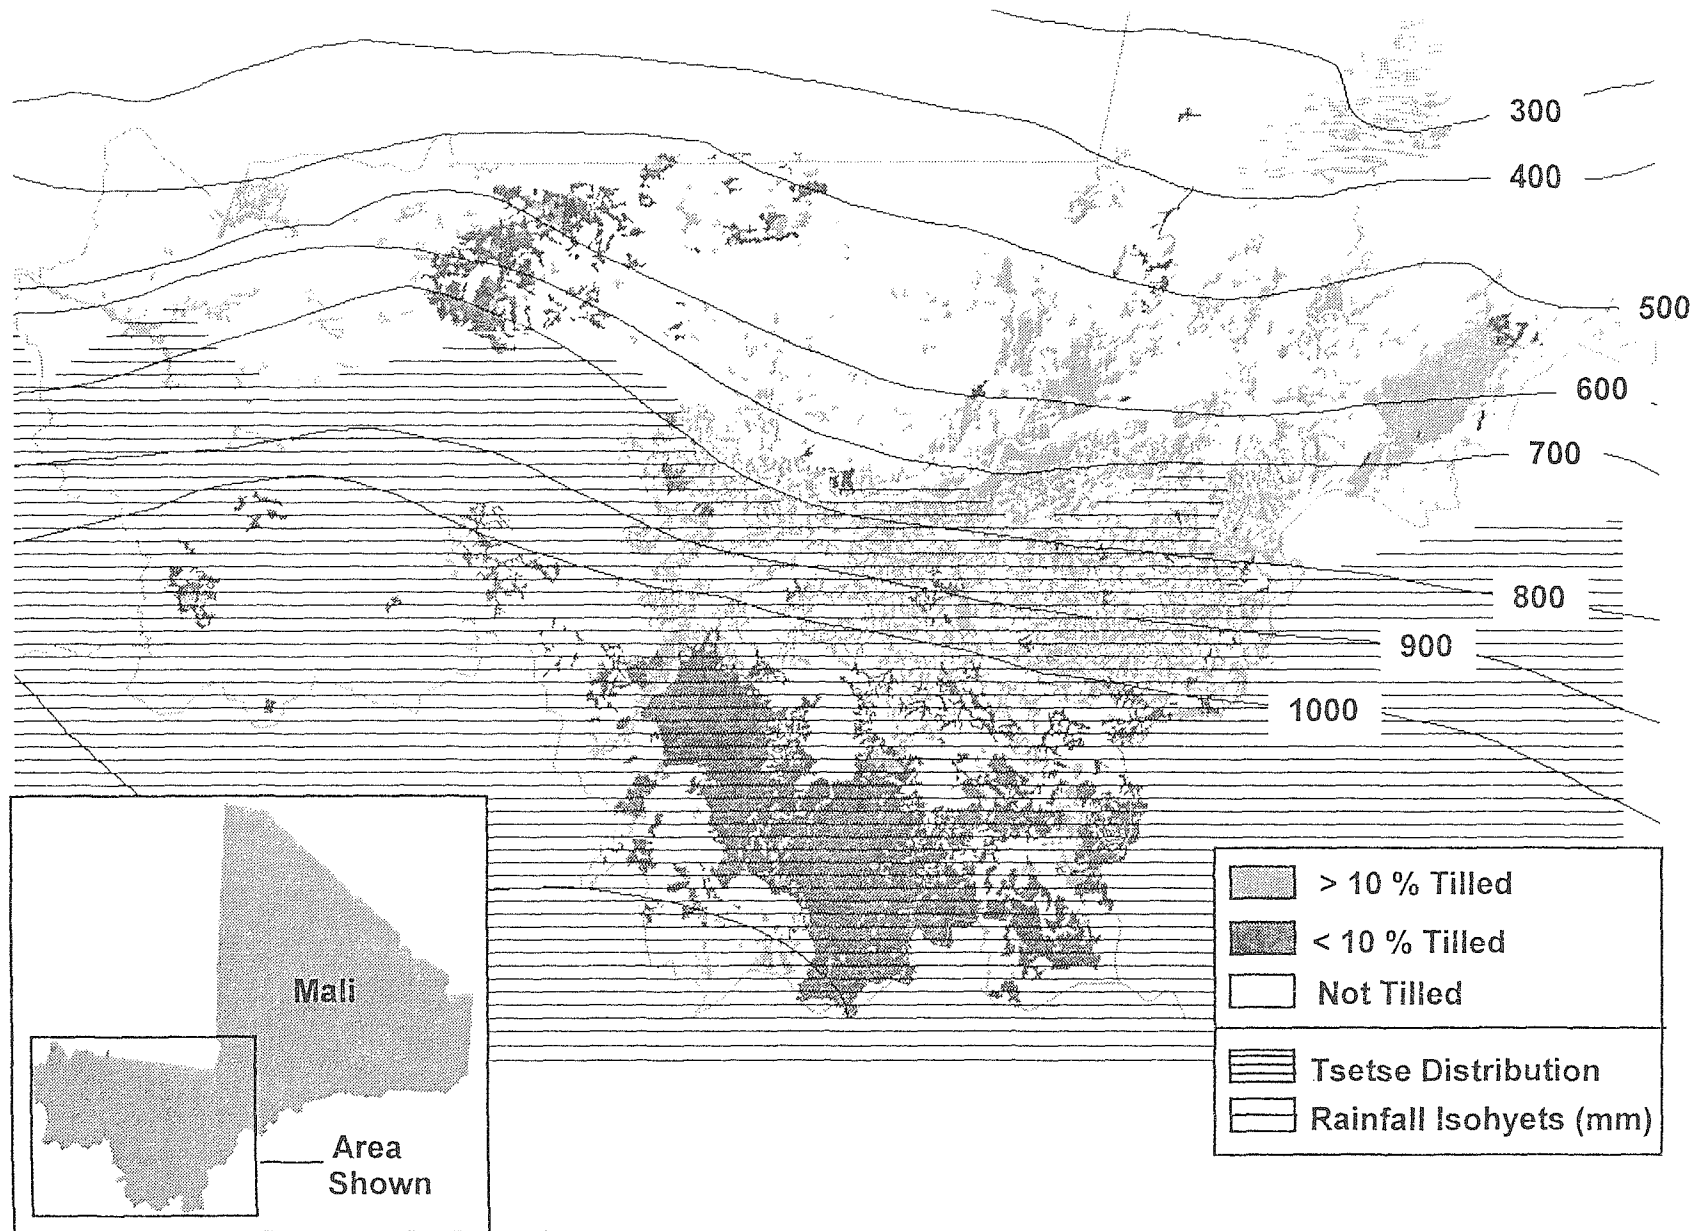 300
400
500
600
700
800
900
1000
> 10 % Tilled
< 10 % Tilled
Not Tilled
Tsetse Distribution
Rainfall Isohyets (mm)
Mali
Area
Shown